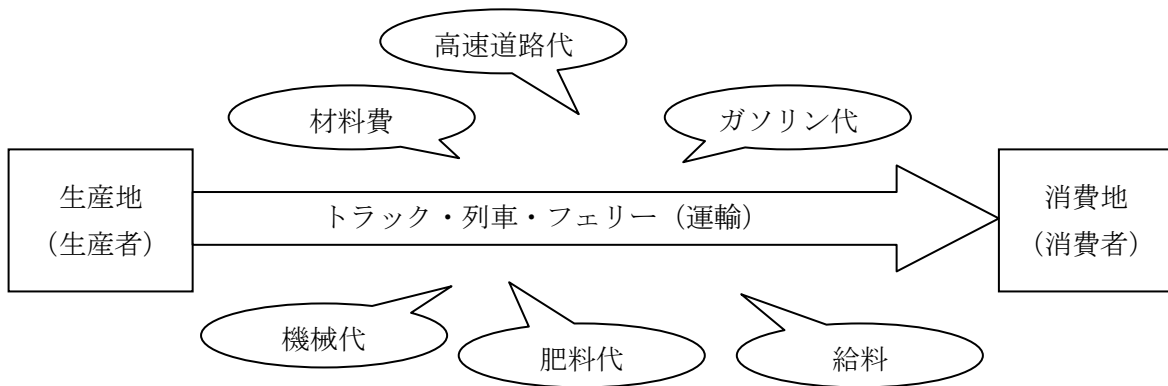 高速道路代
材料費
ガソリン代
生産地
（生産者）
トラック・列車・フェリー（運輸）
消費地
（消費者）
機械代
肥料代
給料